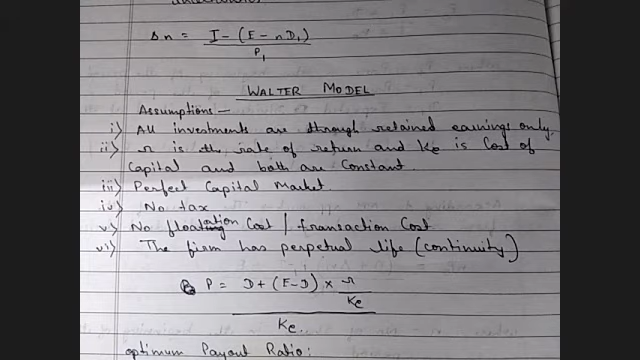 Δn = I - (E - nD₁)
P₁
WALTER MODEL
Assumptions —
i) All investments are through retained earnings only.
ii) r is the rate of return and Ke is Cost of
Capital and both are Constant.
iii) Perfect Capital Market.
iv) No tax
v) No floatation Cost / transaction Cost
vi) The firm has perpetual life (continuity)
P = D + (E-D) × r
Ke
Ke
optimum Payout Ratio: